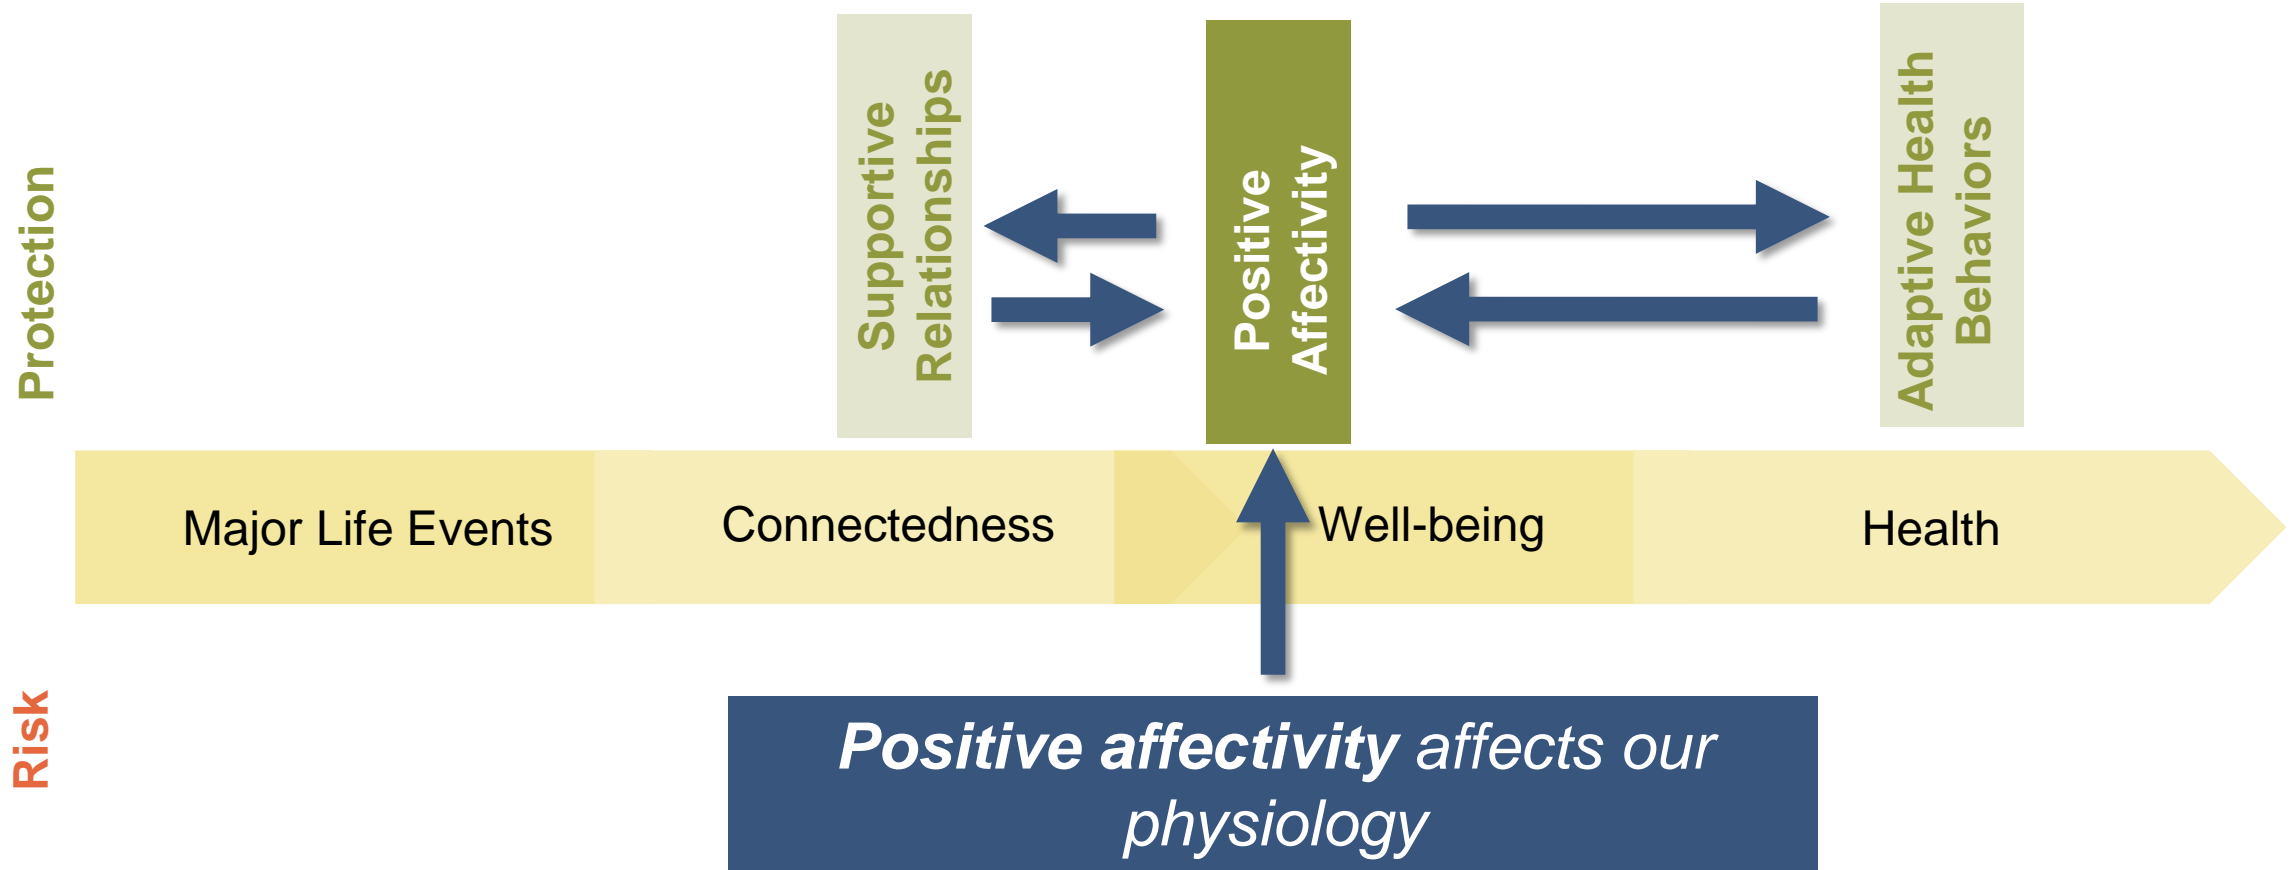 Protection
Supportive
Relationships
Positive
Affectivity
Adaptive Health
Behaviors
Major Life Events
Connectedness
Well-being
Health
Risk
Positive affectivity affects our
physiology